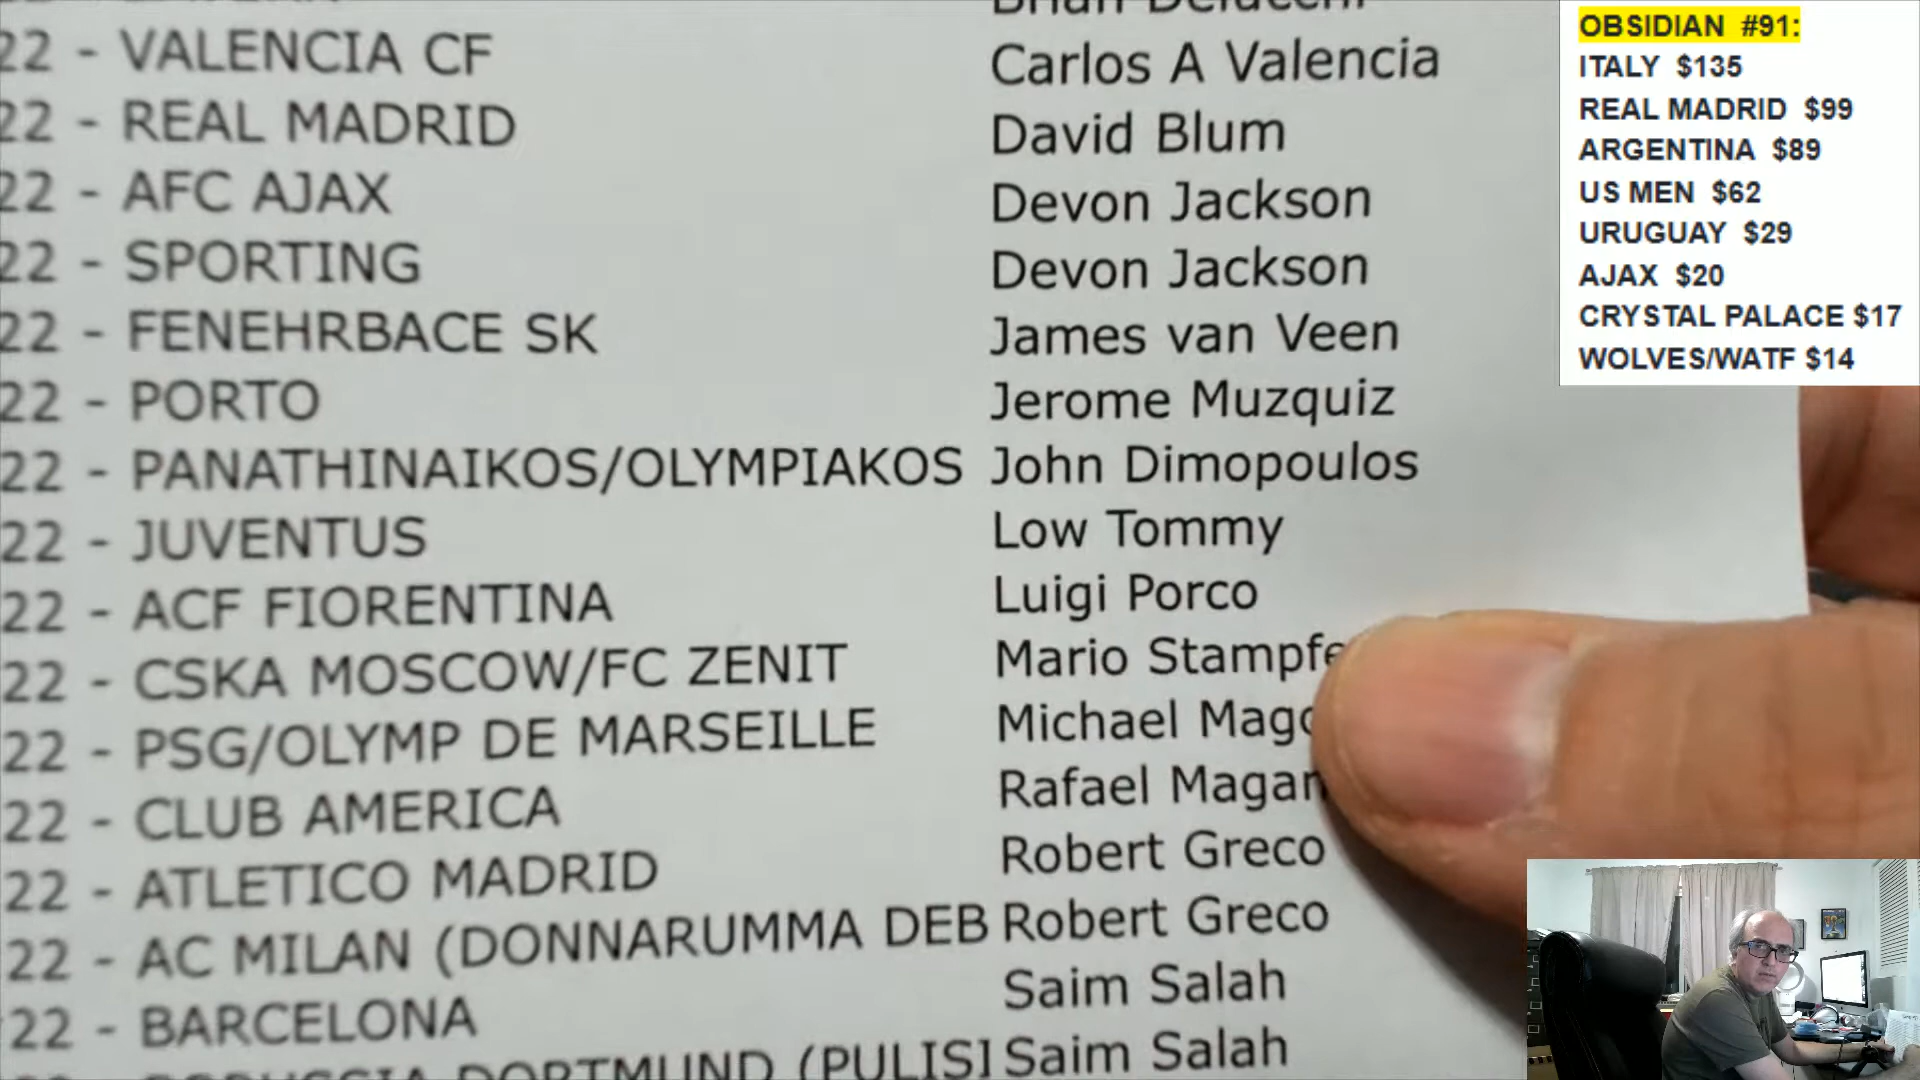 22 - VALENCIA CF Carlos A Valencia
22 - REAL MADRID David Blum
22 - AFC AJAX Devon Jackson
22 - SPORTING Devon Jackson
22 - FENEHRBACE SK James van Veen
22 - PORTO Jerome Muzquiz
22 - PANATHINAIKOS/OLYMPIAKOS John Dimopoulos
22 - JUVENTUS Low Tommy
22 - ACF FIORENTINA Luigi Porco
22 - CSKA MOSCOW/FC ZENIT Mario
22 - PSG/OLYMP DE MARSEILLE Michael
22 - CLUB AMERICA Rafael
22 - ATLETICO MADRID Robert Greco
22 - AC MILAN (DONNARUMMA DEB Robert Greco
22 - BARCELONA Saim Salah
DORTMUND (PULIS] Saim Salah
OBSIDIAN #91:
ITALY $135
REAL MADRID $99
ARGENTINA $89
US MEN $62
URUGUAY $29
AJAX $20
CRYSTAL PALACE $17
WOLVES/WATF $14